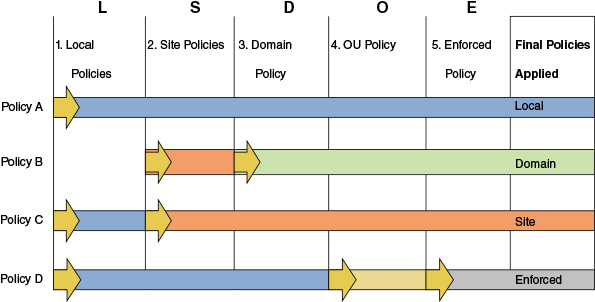 L S D O E
1. Local Policies
2. Site Policies
3. Domain Policy
4. OU Policy
5. Enforced Policy
Final Policies Applied
Policy A
Local
Policy B
Domain
Policy C
Site
Policy D
Enforced